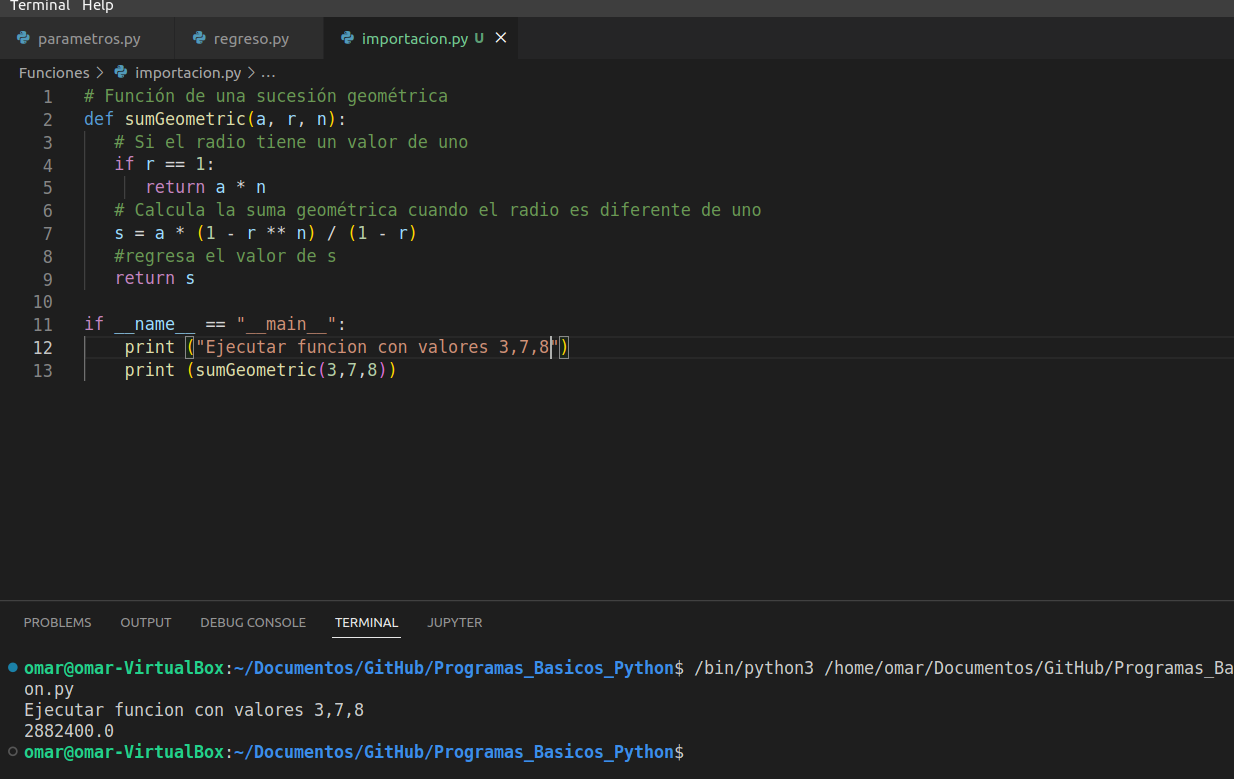 Terminal Help
parametros.py regreso.py importacion.py U
Funciones > importacion.py > ...
1 # Función de una sucesión geométrica
2 def sumGeometric(a, r, n):
3 # Si el radio tiene un valor de uno
4 if r == 1:
5 return a * n
6 # Calcula la suma geométrica cuando el radio es diferente de uno
7 s = a * (1 - r ** n) / (1 - r)
8 #regresa el valor de s
9 return s
10
11 if __name__ == "__main__":
12 print ("Ejecutar funcion con valores 3,7,8")
13 print (sumGeometric(3,7,8))
PROBLEMS OUTPUT DEBUG CONSOLE TERMINAL JUPYTER
omar@omar-VirtualBox:~/Documentos/GitHub/Programas_Basicos_Python$ /bin/python3 /home/omar/Documentos/GitHub/Programas_Ba
on.py
Ejecutar funcion con valores 3,7,8
2882400.0
omar@omar-VirtualBox:~/Documentos/GitHub/Programas_Basicos_Python$